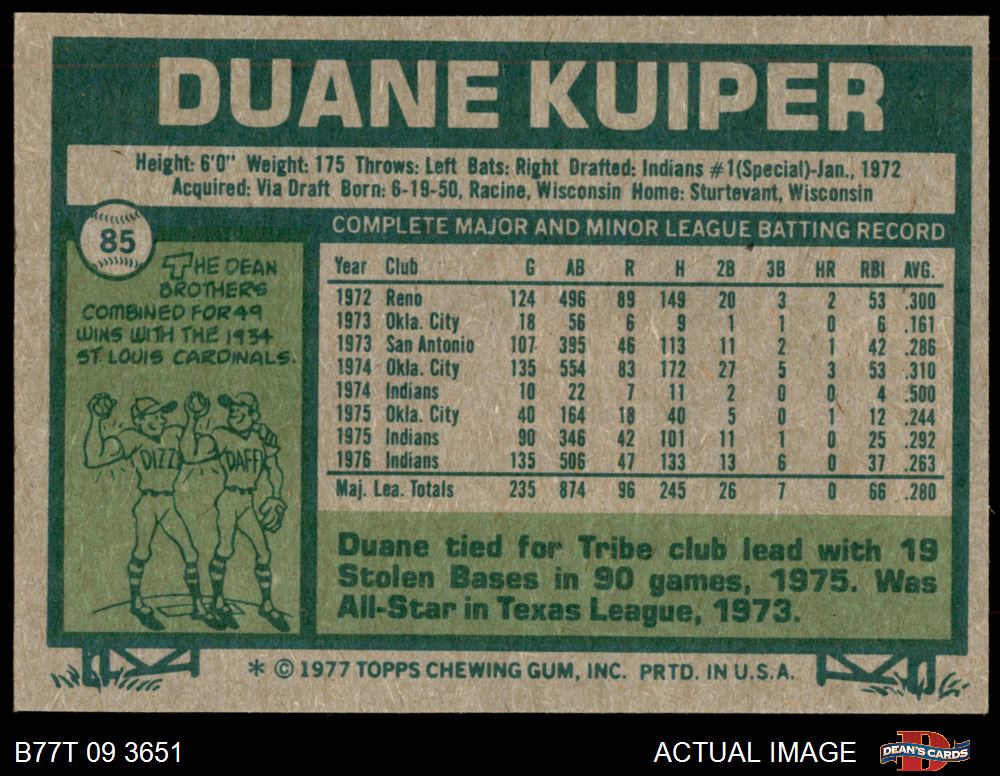 DUANE KUIPER
Height: 6'0" Weight: 175 Throws: Left Bats: Right Drafted: Indians #1(Special)-Jan., 1972
Acquired: Via Draft Born: 6-19-50, Racine, Wisconsin Home: Sturtevant, Wisconsin
85
THE DEAN
BROTHERS
COMBINED FOR 49
WINS WITH THE 1934
ST. LOUIS CARDINALS.
DIZZ
DAFF
COMPLETE MAJOR AND MINOR LEAGUE BATTING RECORD
Year Club G AB R H 2B 3B HR RBI AVG.
1972 Reno 124 496 89 149 20 3 2 53 .300
1973 Okla. City 18 56 6 9 1 1 0 6 .161
1973 San Antonio 107 395 46 113 11 2 1 42 .286
1974 Okla. City 135 554 83 172 27 5 3 53 .310
1974 Indians 10 22 7 11 2 0 0 4 .500
1975 Okla. City 40 164 18 40 5 0 1 12 .244
1975 Indians 90 346 42 101 11 1 0 25 .292
1976 Indians 135 506 47 133 13 6 0 37 .263
Maj. Lea. Totals 235 874 96 245 26 7 0 66 .280
Duane tied for Tribe club lead with 19
Stolen Bases in 90 games, 1975. Was
All-Star in Texas League, 1973.
* © 1977 TOPPS CHEWING GUM, INC. PRTD. IN U.S.A.
B77T 09 3651
ACTUAL IMAGE
D
DEAN'S CARDS